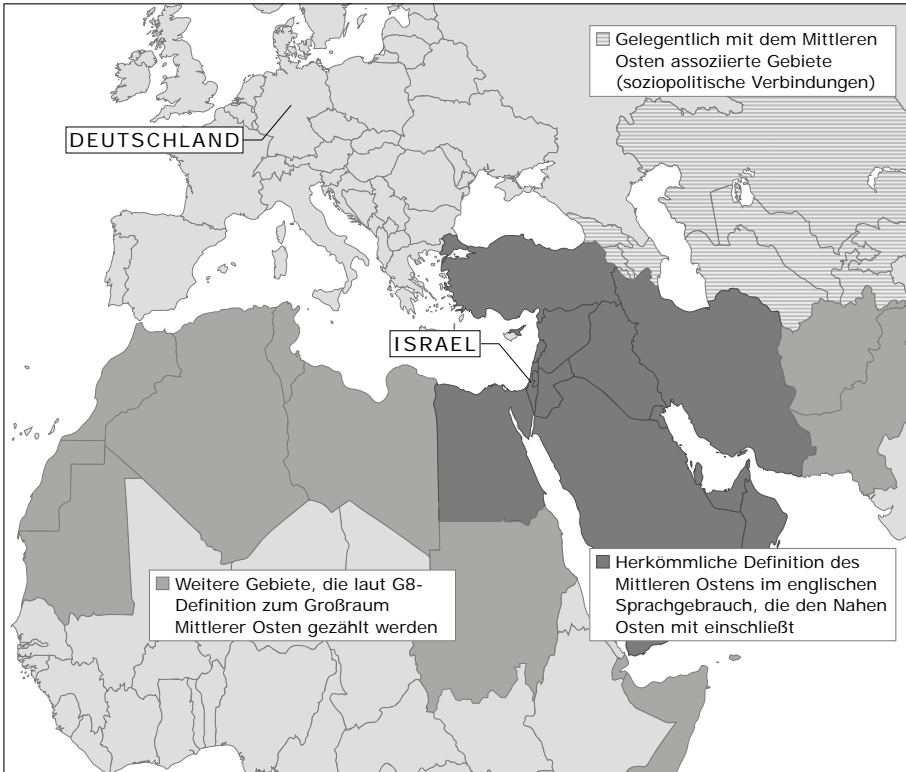 Gelegentlich mit dem Mittleren
Osten assoziierte Gebiete
(soziopolitische Verbindungen)
DEUTSCHLAND
ISRAEL
Weitere Gebiete, die laut G8-
Definition zum Großraum
Mittlerer Osten gezählt werden
Herkömmliche Definition des
Mittleren Ostens im englischen
Sprachgebrauch, die den Nahen
Osten mit einschließt